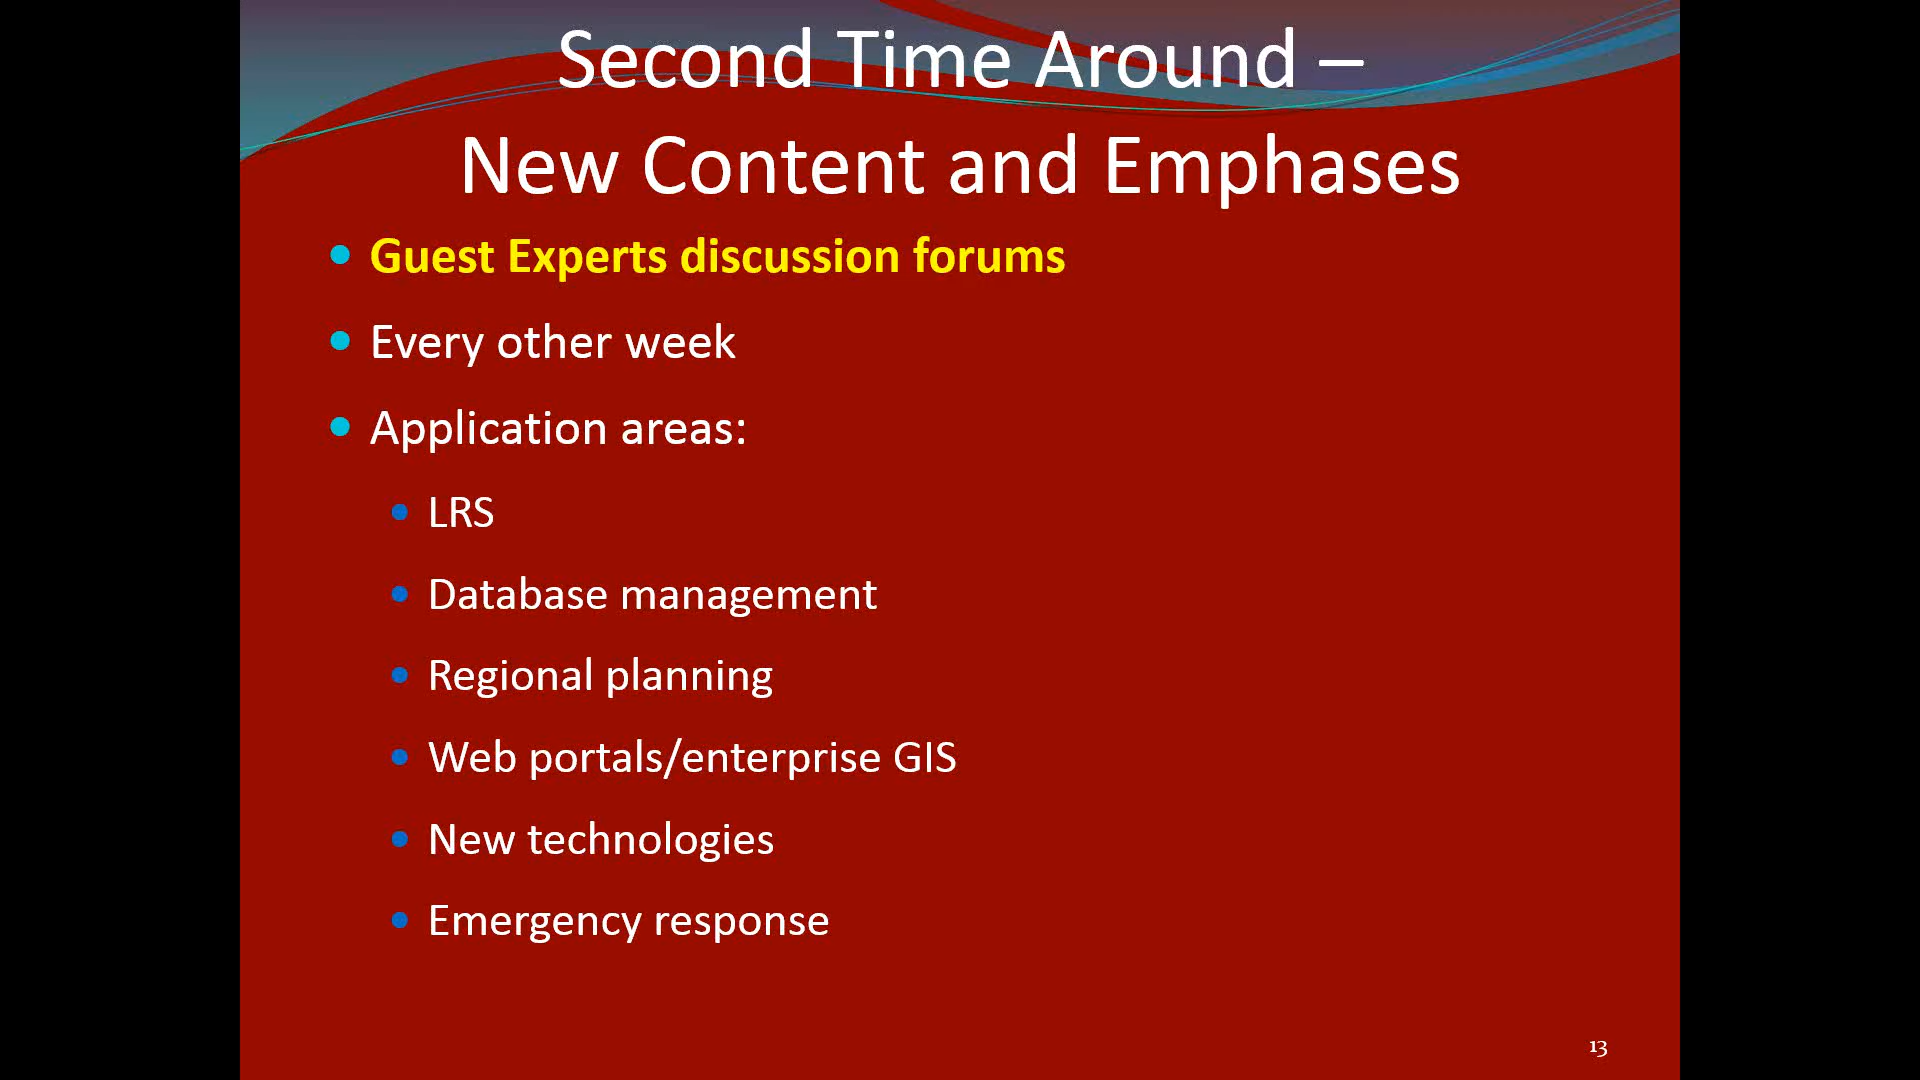 Second Time Around –
New Content and Emphases
Guest Experts discussion forums
Every other week
Application areas:
LRS
Database management
Regional planning
Web portals/enterprise GIS
New technologies
Emergency response
13